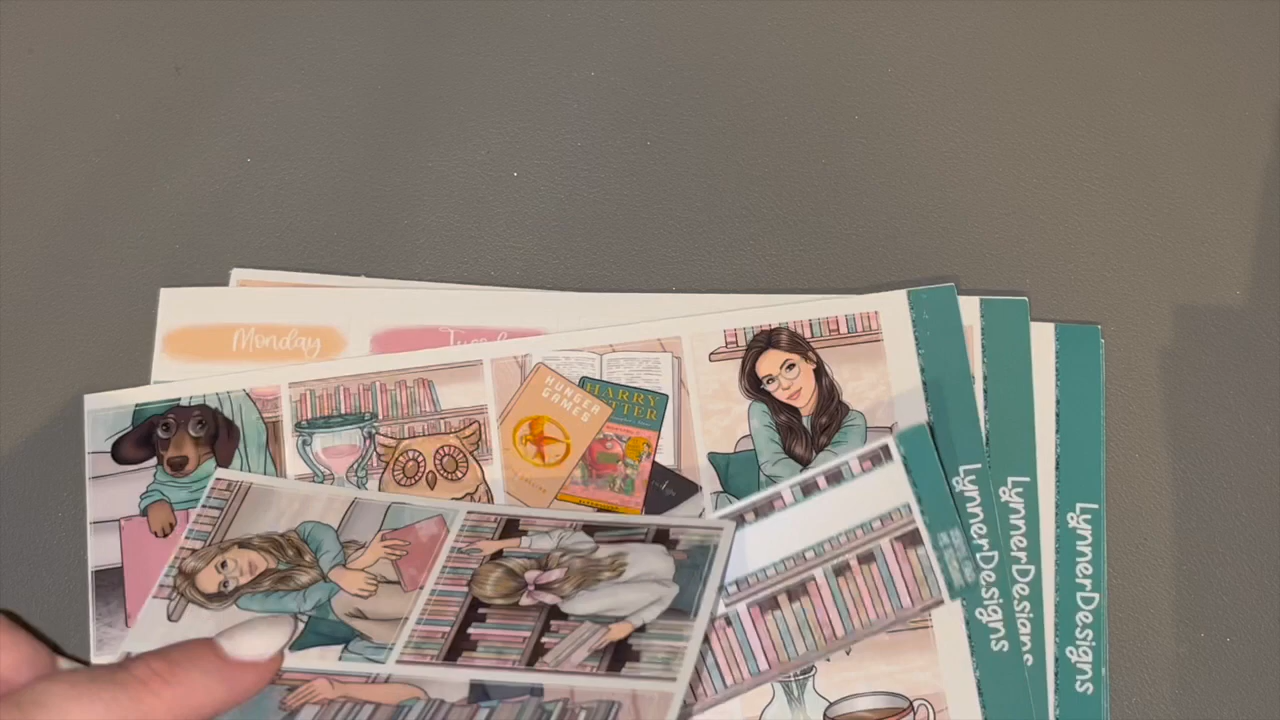 Monday
HUNGER
GAMES
HARRY
POTTER
LynnerDesigns
LynnerDesigns
LynnerDesigns